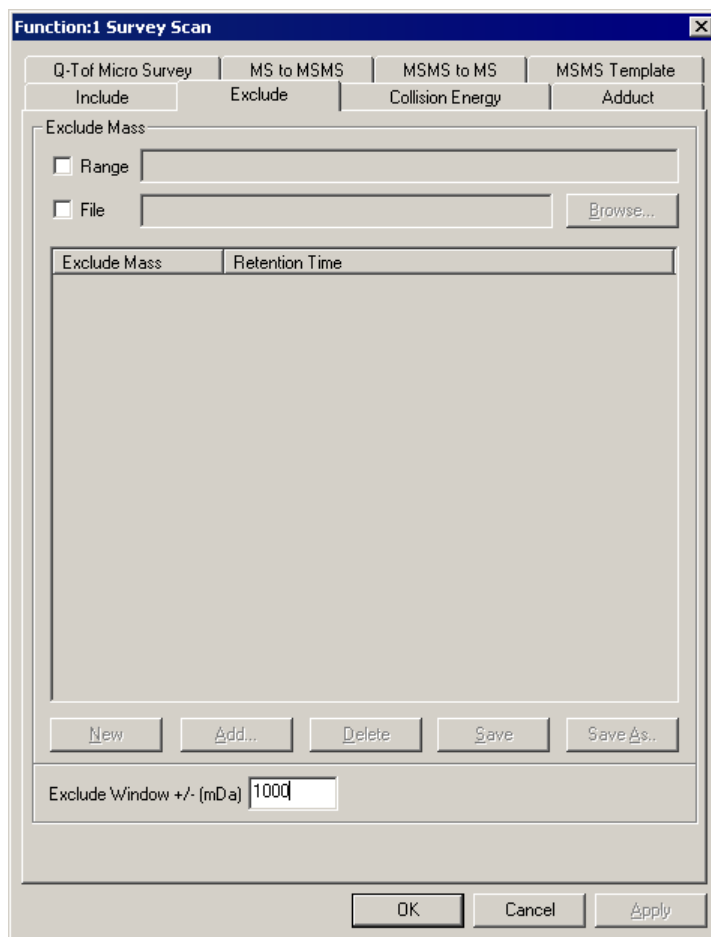 Function:1 Survey Scan
Q-Tof Micro Survey MS to MSMS MSMS to MS MSMS Template
Include Exclude Collision Energy Adduct
Exclude Mass
Range
File Browse...
Exclude Mass Retention Time
New Add... Delete Save Save As..
Exclude Window +/- (mDa) 1000
OK Cancel Apply